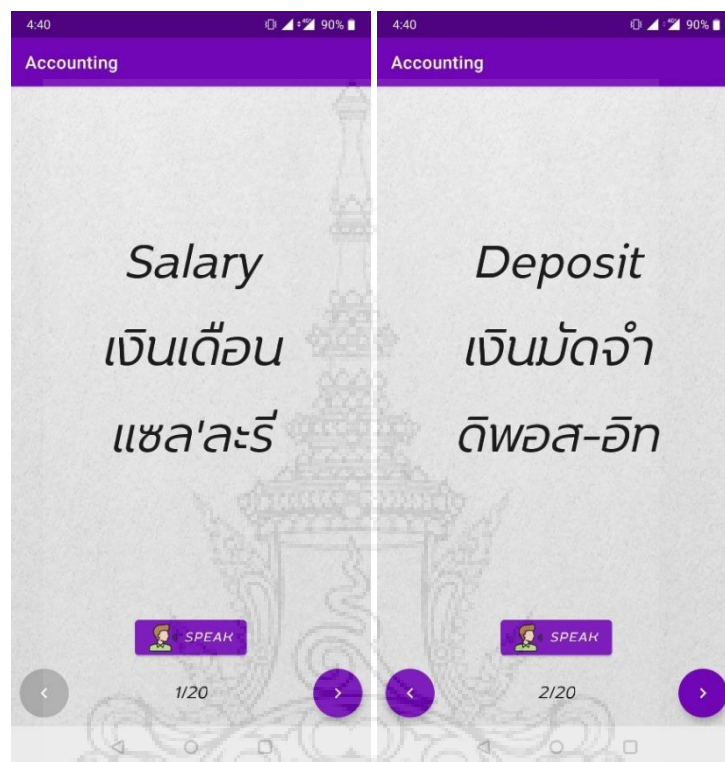 4:40
90%
Accounting
Salary
เงินเดือน
แซล'ละรี่
SPEAK
1/20
4:40
90%
Accounting
Deposit
เงินมัดจำ
ดิพอส-อิท
SPEAK
2/20